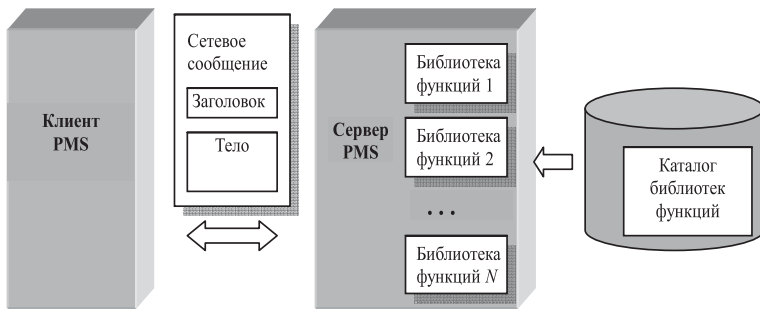 Клиент
PMS
Сетевое
сообщение
Заголовок
Тело
Сервер
PMS
Библиотека
функций 1
Библиотека
функций 2
...
Библиотека
функций N
Каталог
библиотек
функций